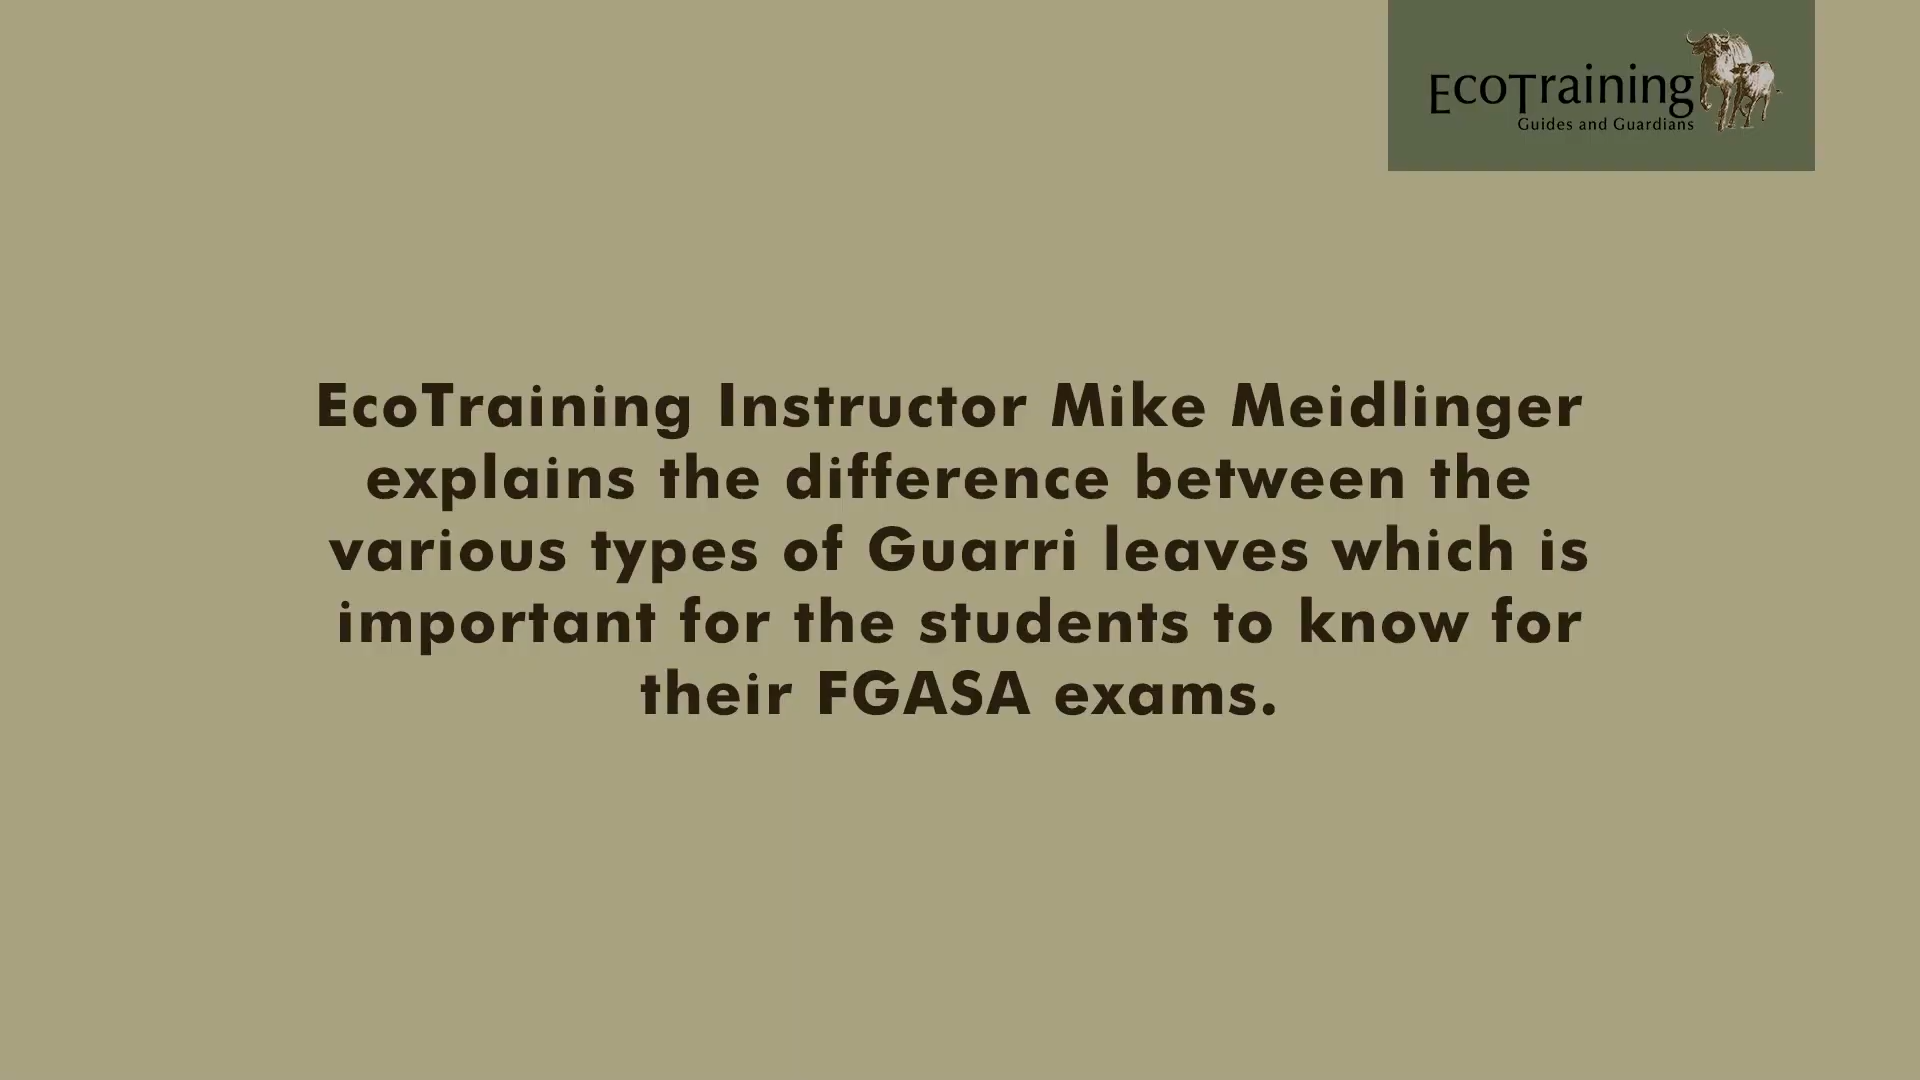 EcoTraining
Guides and Guardians
EcoTraining Instructor Mike Meidlinger
explains the difference between the
various types of Guarri leaves which is
important for the students to know for
their FGASA exams.